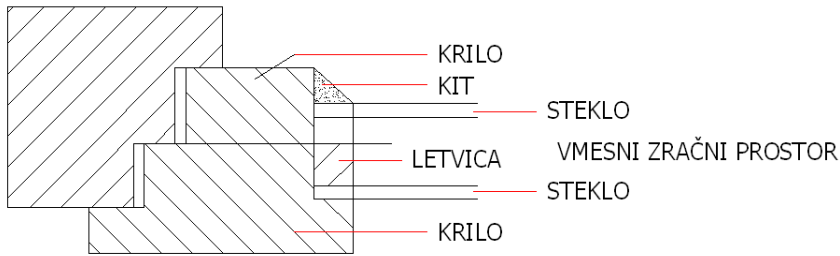 KRILO
KIT
STEKLO
LETVICA
VMESNI ZRAČNI PROSTOR
STEKLO
KRILO